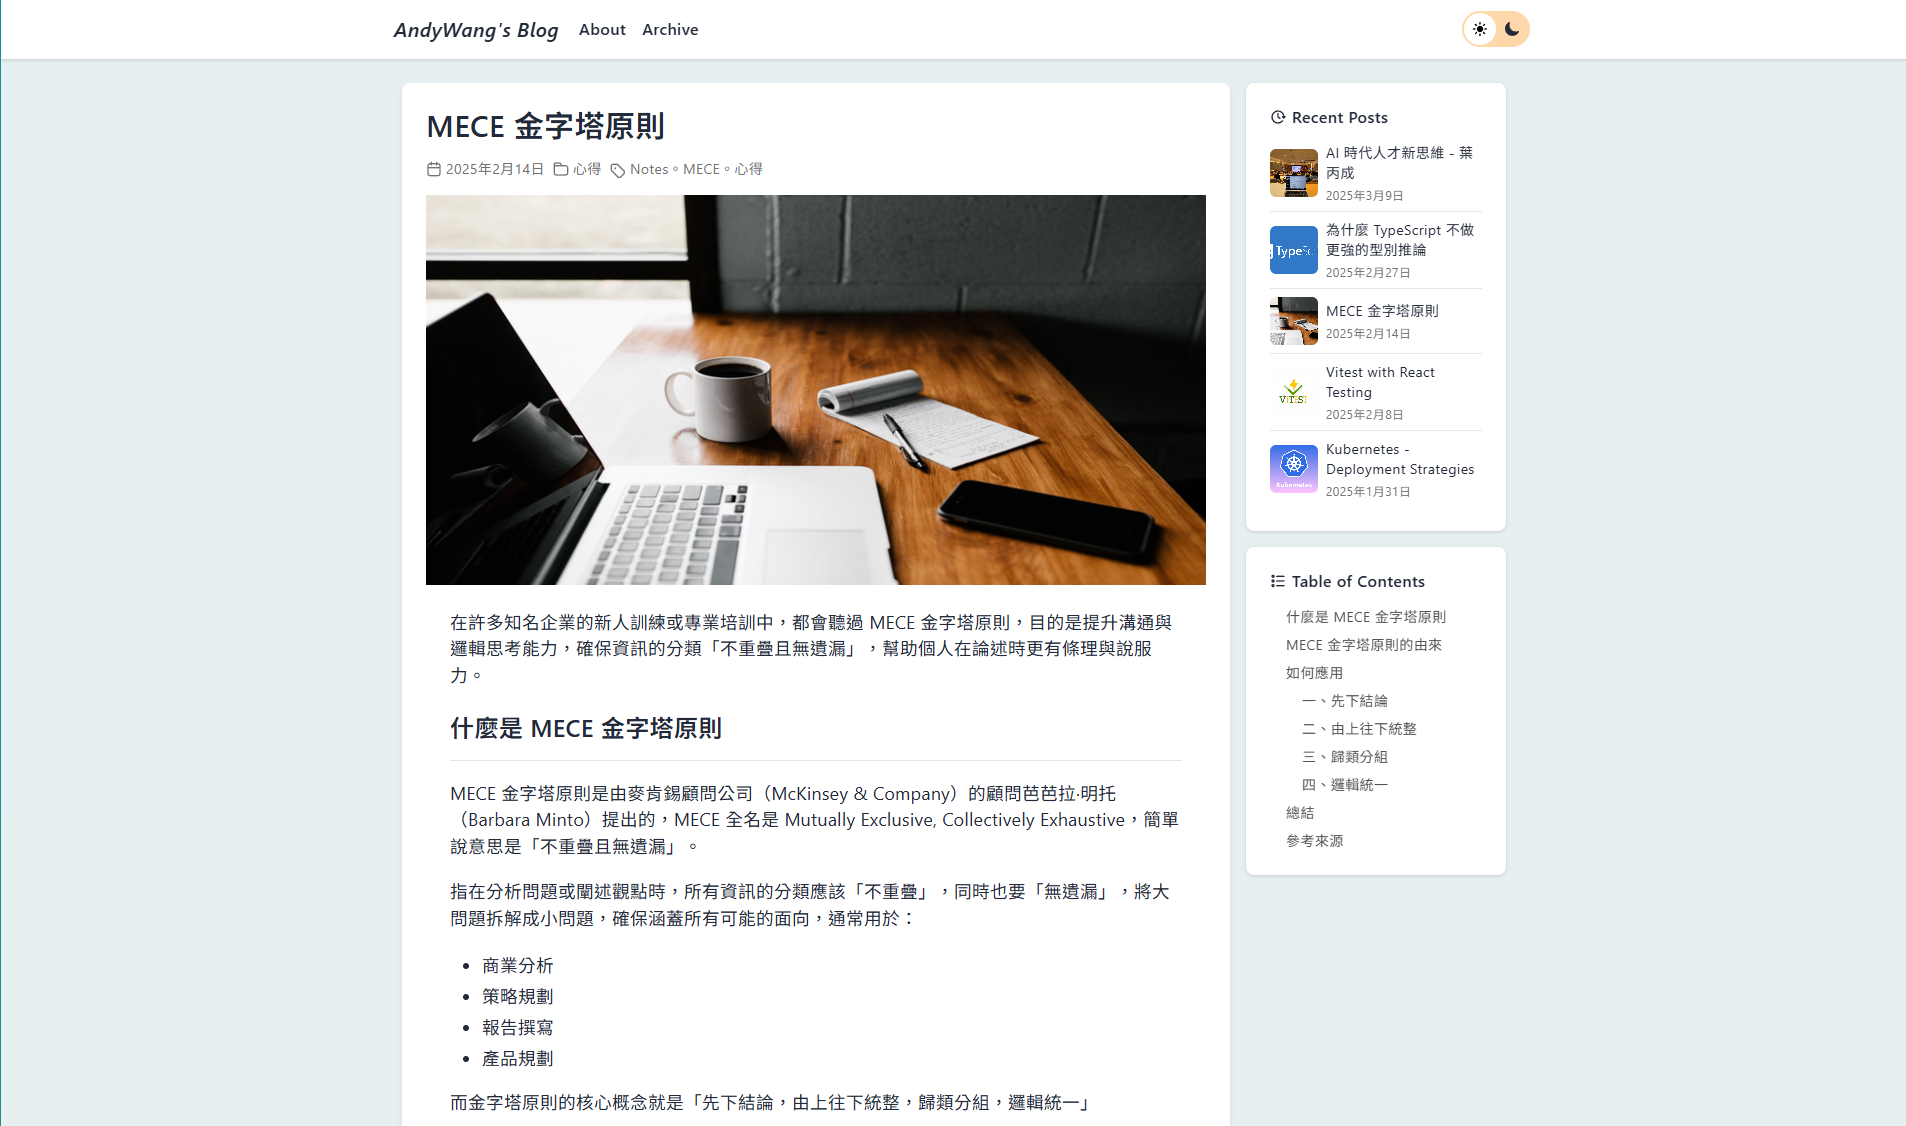 AndyWang's Blog About Archive
MECE 金字塔原則
2025年2月14日 心得 Notes。MECE。心得
在許多知名企業的新人訓練或專業培訓中，都會聽過 MECE 金字塔原則，目的是提升溝通與
邏輯思考能力，確保資訊的分類「不重疊且無遺漏」，幫助個人在論述時更有條理與說服
力。
什麼是 MECE 金字塔原則
MECE 金字塔原則是由麥肯錫顧問公司（McKinsey & Company）的顧問芭芭拉·明托
（Barbara Minto）提出的，MECE 全名是 Mutually Exclusive, Collectively Exhaustive，簡單
說意思是「不重疊且無遺漏」。
指在分析問題或闡述觀點時，所有資訊的分類應該「不重疊」，同時也要「無遺漏」，將大
問題拆解成小問題，確保涵蓋所有可能的面向，通常用於：
• 商業分析
• 策略規劃
• 報告撰寫
• 產品規劃
而金字塔原則的核心概念就是「先下結論，由上往下統整，歸類分組，邏輯統一」
Recent Posts
AI 時代人才新思維 - 葉
丙成
2025年3月9日
TypeSc
為什麼 TypeScript 不做
更強的型別推論
2025年2月27日
MECE 金字塔原則
2025年2月14日
VITEST
Vitest with React
Testing
2025年2月8日
Kubernetes
Kubernetes -
Deployment Strategies
2025年1月31日
Table of Contents
什麼是 MECE 金字塔原則
MECE 金字塔原則的由來
如何應用
一、先下結論
二、由上往下統整
三、歸類分組
四、邏輯統一
總結
參考來源